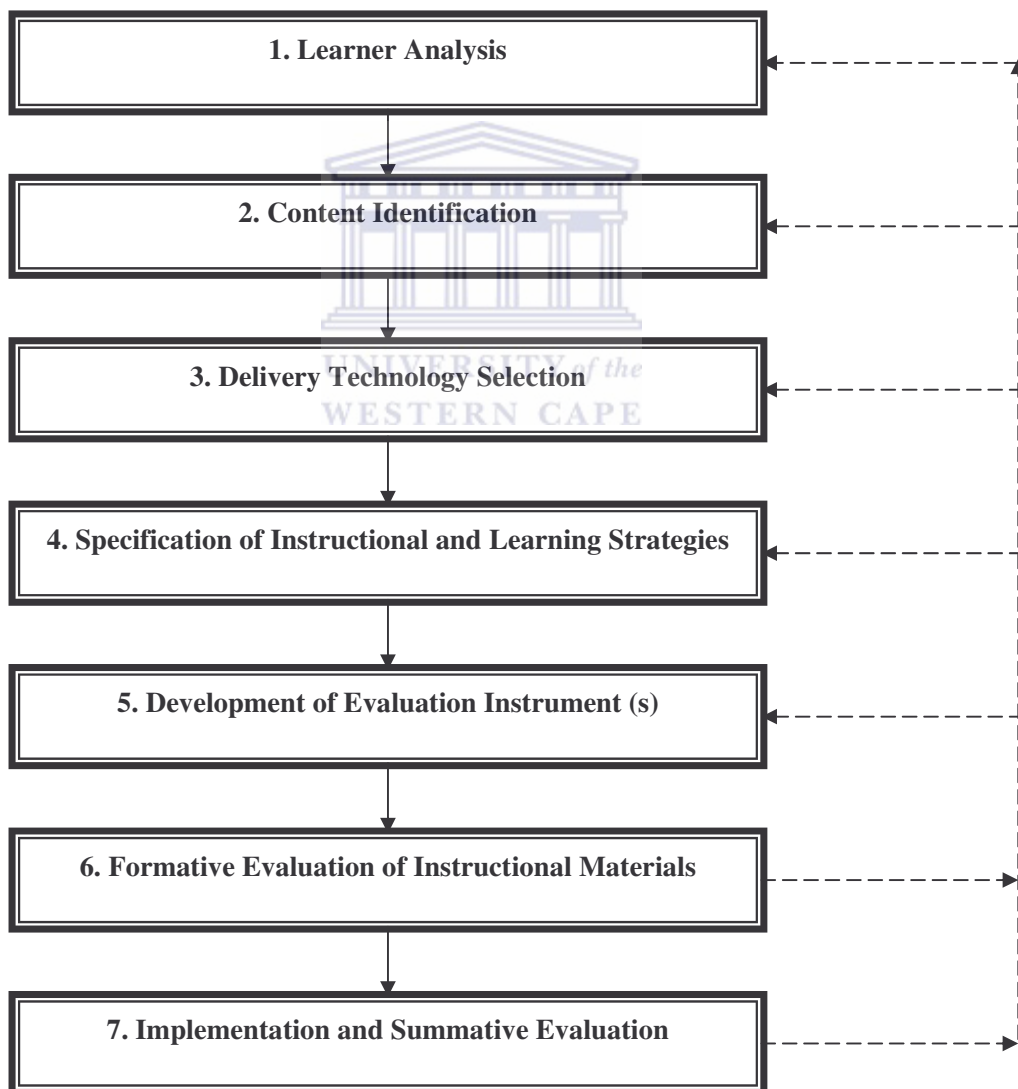 1. Learner Analysis
2. Content Identification
3. Delivery Technology Selection
UNIVERSITY of the
WESTERN CAPE
4. Specification of Instructional and Learning Strategies
5. Development of Evaluation Instrument (s)
6. Formative Evaluation of Instructional Materials
7. Implementation and Summative Evaluation